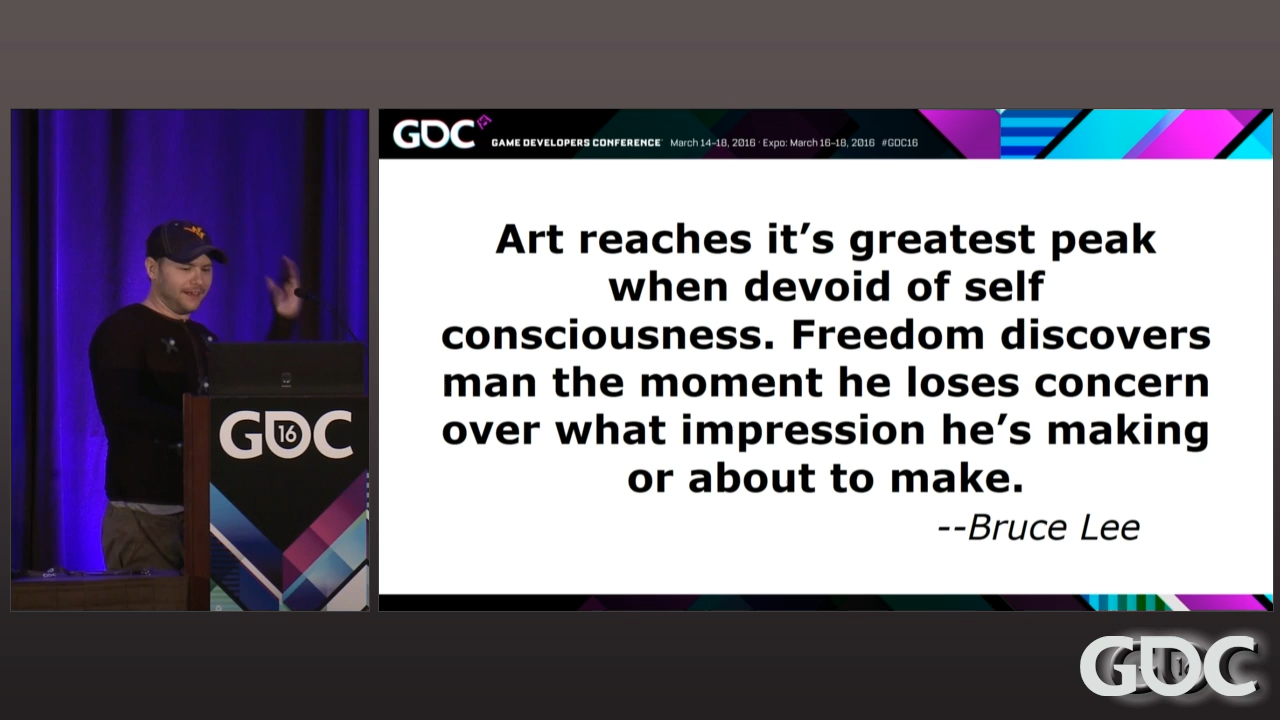 GDC
GAME DEVELOPERS CONFERENCE March 14-18, 2016 · Expo: March 16-18, 2016 #GDC16
Art reaches it’s greatest peak
when devoid of self
consciousness. Freedom discovers
man the moment he loses concern
over what impression he’s making
or about to make.
--Bruce Lee
GDC
16
GDC
16